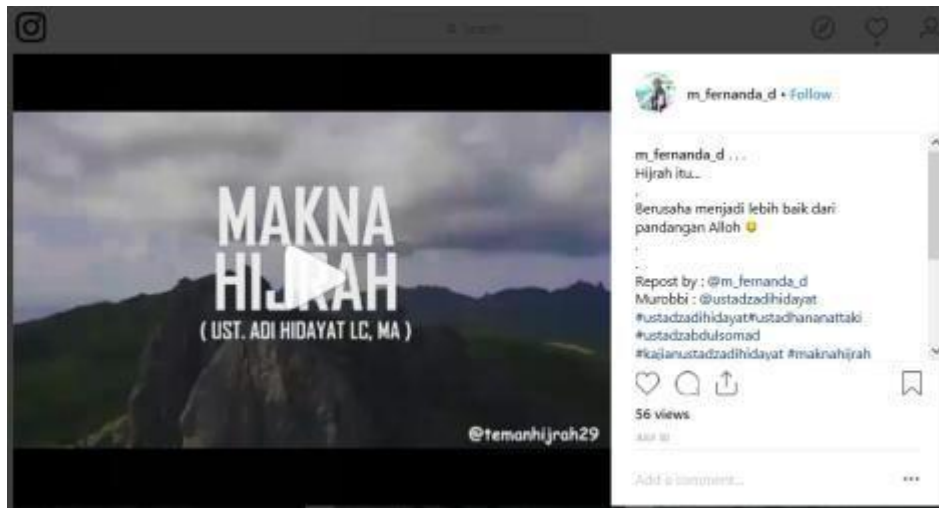 Search
MAKNA
HIJRAH
( UST. ADI HIDAYAT LC, MA )
@temanhijrah29
m_fernanda_d • Follow
m_fernanda_d . . .
Hijrah itu...
.
Berusaha menjadi lebih baik dari
pandangan Alloh
.
.
Repost by : @m_fernanda_d
Murobbi : @ustadzadihidayat
#ustadzadihidayat#ustadhananattaki
#ustadzabdulsomad
#kajianustadzadihidayat #maknahijrah
56 views
Add a comment...